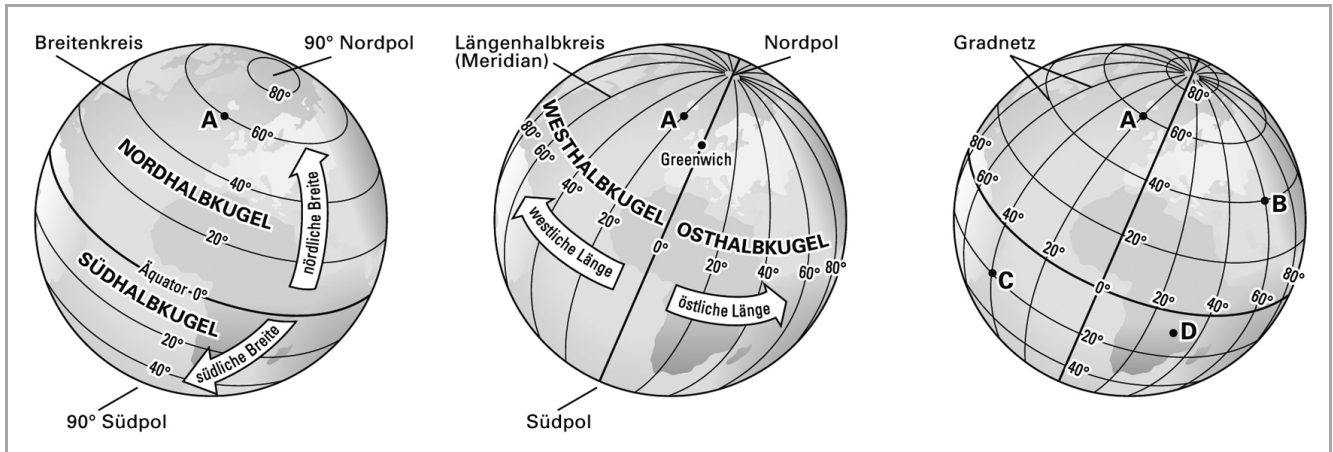 Breitenkreis
90° Nordpol
80°
A
60°
NORDHALBKUGEL
40°
nördliche Breite
20°
Äquator-0°
SÜDHALBKUGEL
20°
südliche Breite
40°
90° Südpol
Längenhalbkreis
(Meridian)
Nordpol
WESTHALBKUGEL
A
Greenwich
80°
60°
40°
20°
0°
OSTHALBKUGEL
20°
40°
60°
80°
westliche Länge
östliche Länge
Südpol
Gradnetz
80°
A
60°
80°
40°
60°
B
40°
20°
20°
C
0°
20°
40°
60°
80°
D
20°
40°